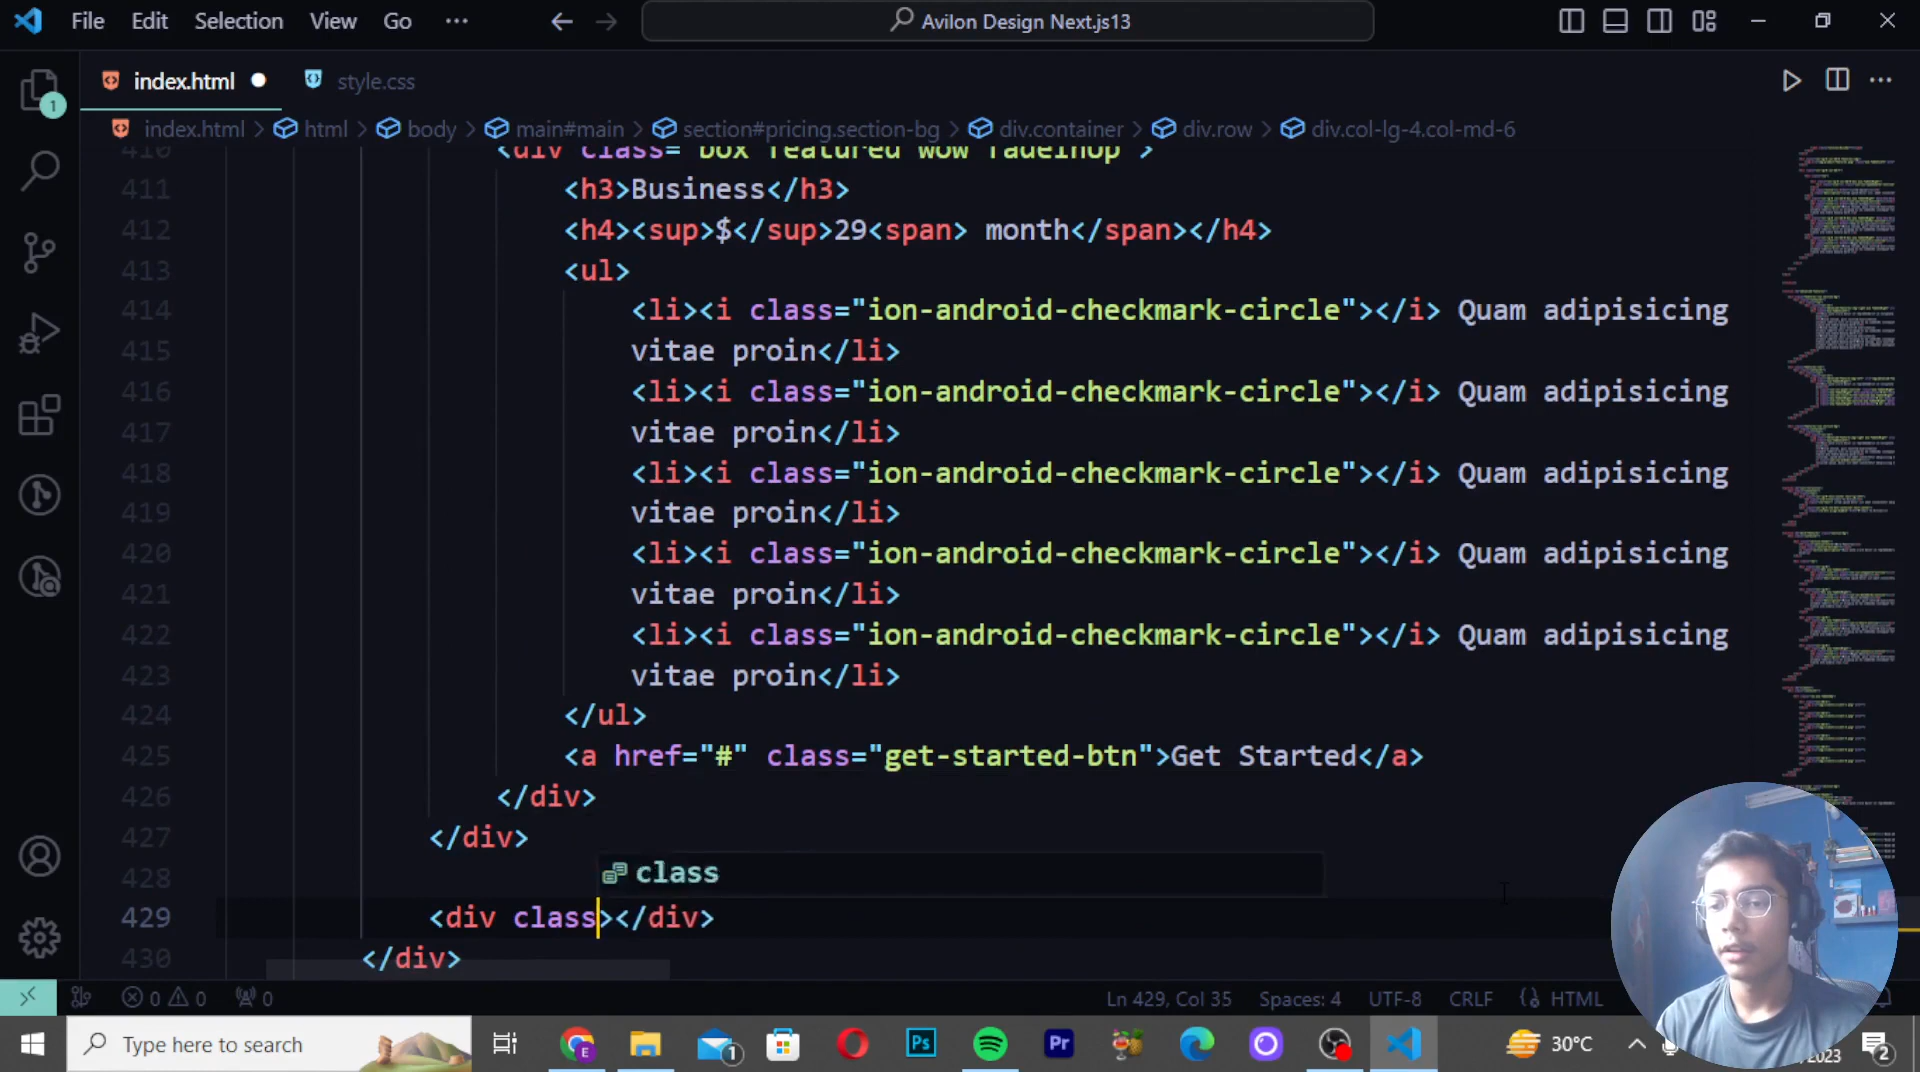 File Edit Selection View Go ··· Avilon Design Next.js13
index.html style.css
index.html > html > body > main#main > section#pricing.section-bg > div.container > div.row > div.col-lg-4.col-md-6
410 <div class="box featured wow fadeInUp">
411 <h3>Business</h3>
412 <h4><sup>$</sup>29<span> month</span></h4>
413 <ul>
414 <li><i class="ion-android-checkmark-circle"></i> Quam adipisicing
415 vitae proin</li>
416 <li><i class="ion-android-checkmark-circle"></i> Quam adipisicing
417 vitae proin</li>
418 <li><i class="ion-android-checkmark-circle"></i> Quam adipisicing
419 vitae proin</li>
420 <li><i class="ion-android-checkmark-circle"></i> Quam adipisicing
421 vitae proin</li>
422 <li><i class="ion-android-checkmark-circle"></i> Quam adipisicing
423 vitae proin</li>
424 </ul>
425 <a href="#" class="get-started-btn">Get Started</a>
426 </div>
427 </div>
428 class
429 <div class></div>
430 </div>
0 0 0 Ln 429, Col 35 Spaces: 4 UTF-8 CRLF HTML
Type here to search 30°C